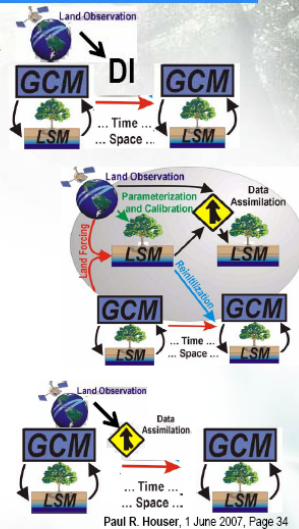 Land Observation
DI
GCM
GCM
LSM
... Time ...
... Space ...
LSM
Land Observation
Parameterization
and Calibration
Data
Assimilation
Land Forcing
LSM
LSM
Reinitilization
GCM
GCM
LSM
... Time ...
... Space ...
LSM
Land Observation
Data
Assimilation
GCM
GCM
LSM
... Time ...
... Space ...
LSM
Paul R. Houser, 1 June 2007, Page 34